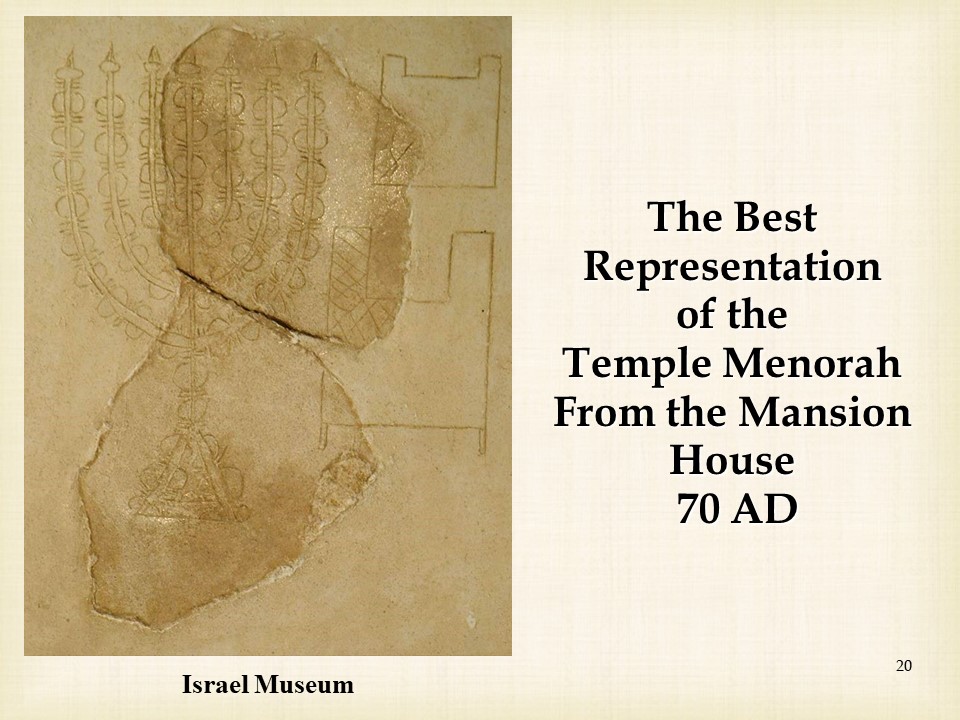 The Best
Representation
of the
Temple Menorah
From the Mansion
House
70 AD
Israel Museum
20